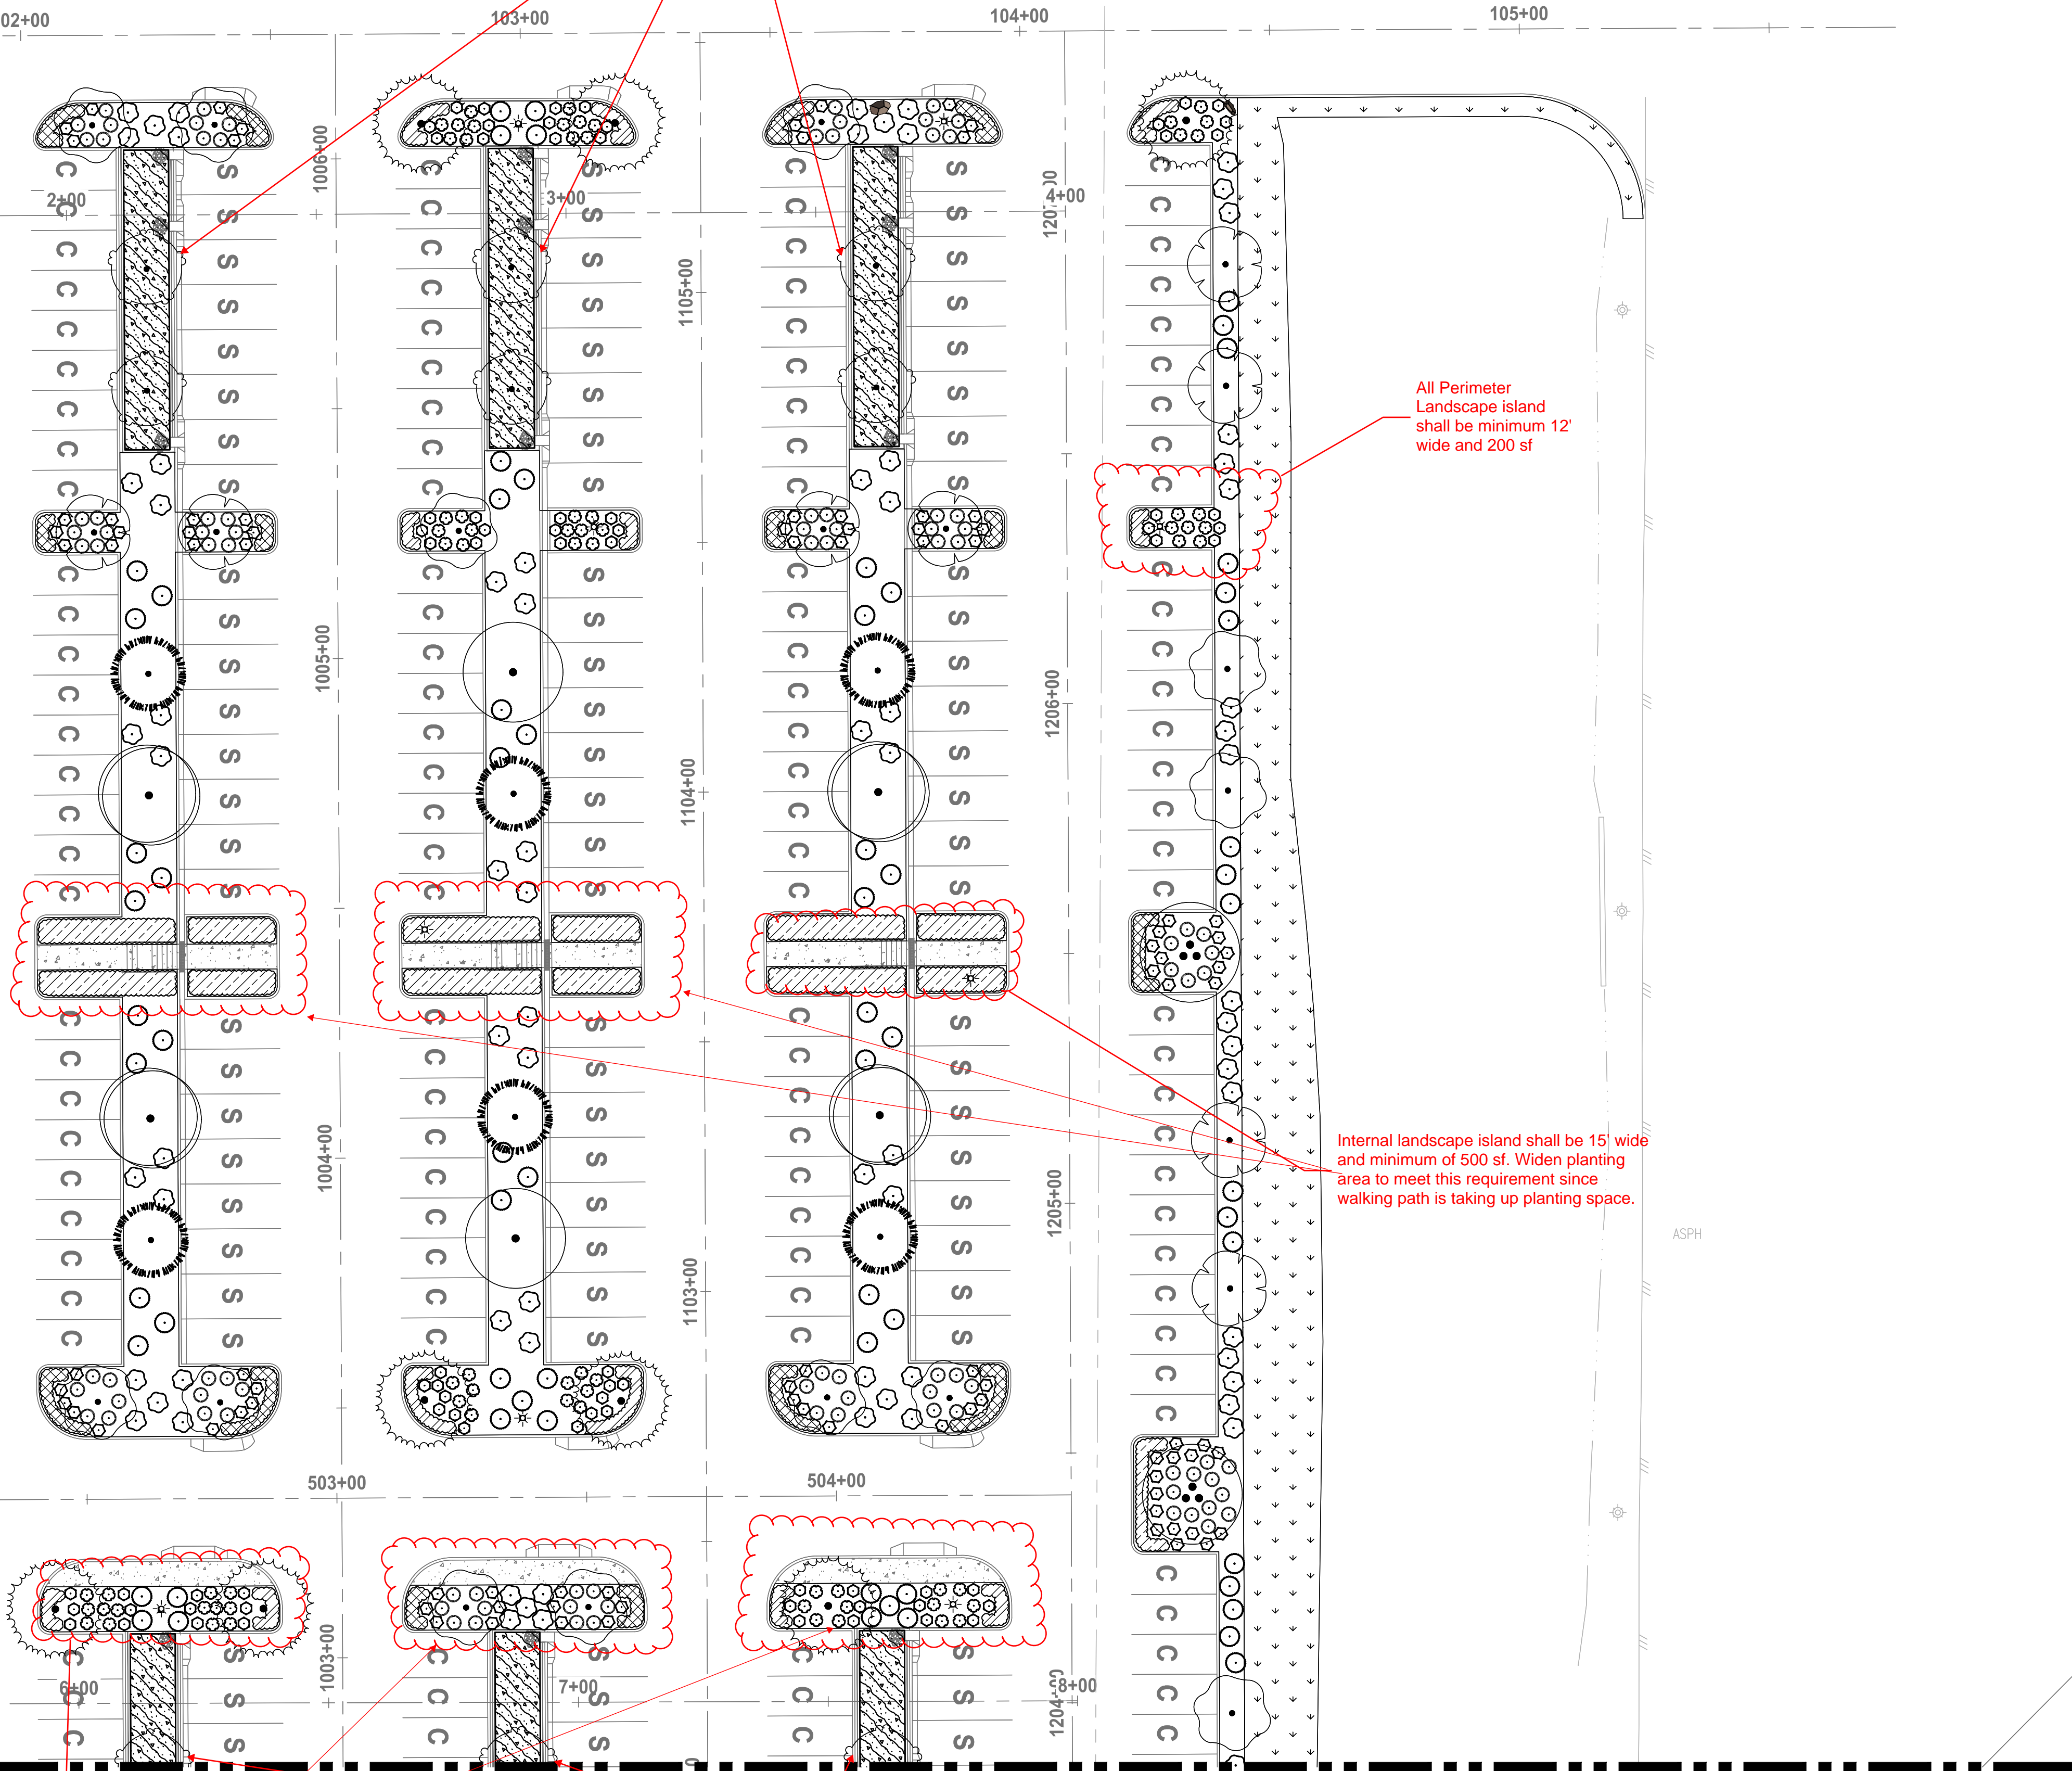 02+00
103+00
104+00
105+00
1006+00
2+00
3+00
4+00
1105+00
All Perimeter
Landscape island
shall be minimum 12'
wide and 200 sf
1005+00
1206+00
1104+00
1004+00
Internal landscape island shall be 15' wide
and minimum of 500 sf. Widen planting
area to meet this requirement since
walking path is taking up planting space.
1205+00
ASPH
1103+00
503+00
504+00
1003+00
6+00
7+00
8+00
C
S